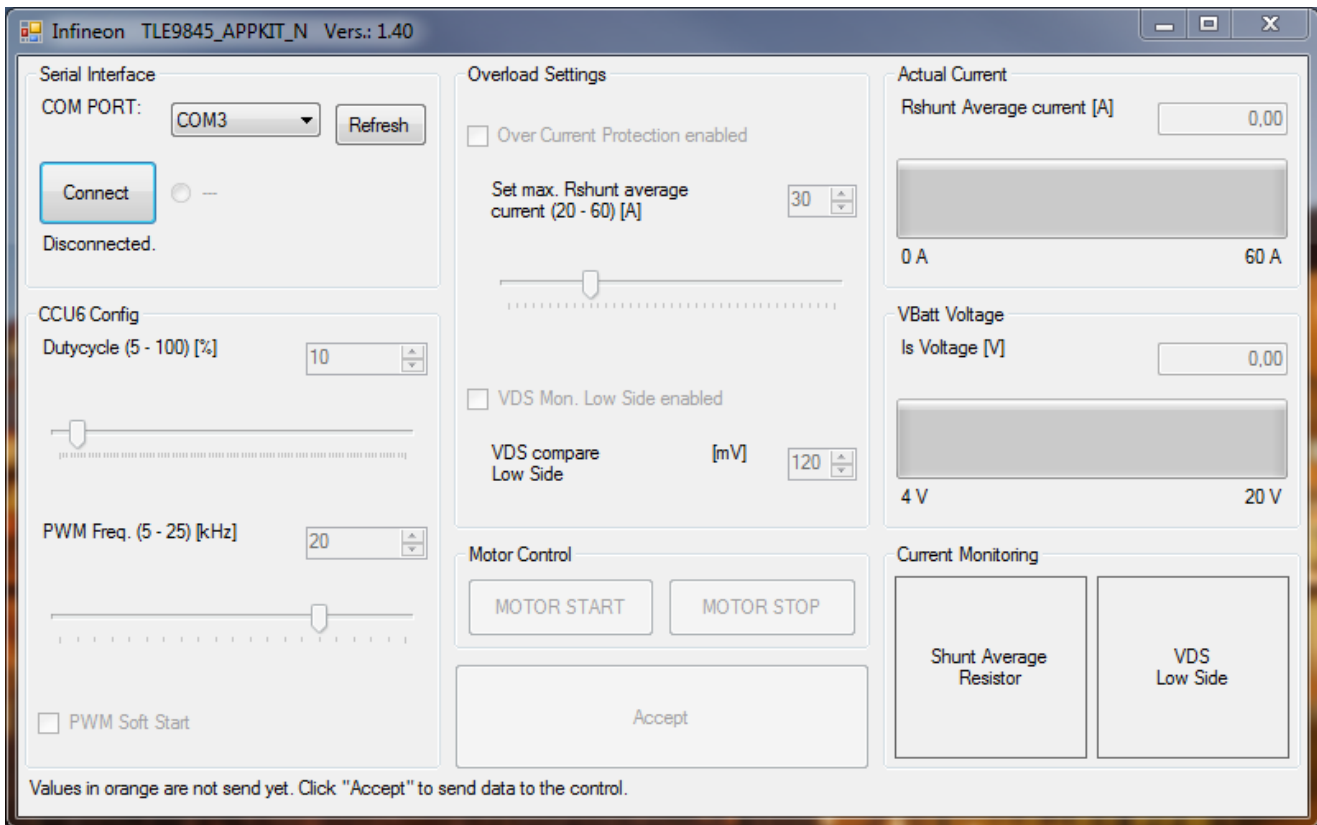 Infineon TLE9845_APPKIT_N Vers.: 1.40
Serial Interface
COM PORT:
COM3
Refresh
Connect
---
Disconnected.
CCU6 Config
Dutycycle (5 - 100) [%]
10
PWM Freq. (5 - 25) [kHz]
20
PWM Soft Start
Overload Settings
Over Current Protection enabled
Set max. Rshunt average
current (20 - 60) [A]
30
VDS Mon. Low Side enabled
VDS compare [mV]
Low Side
120
Motor Control
MOTOR START
MOTOR STOP
Accept
Actual Current
Rshunt Average current [A]
0,00
0 A
60 A
VBatt Voltage
Is Voltage [V]
0,00
4 V
20 V
Current Monitoring
Shunt Average
Resistor
VDS
Low Side
Values in orange are not send yet. Click "Accept" to send data to the control.